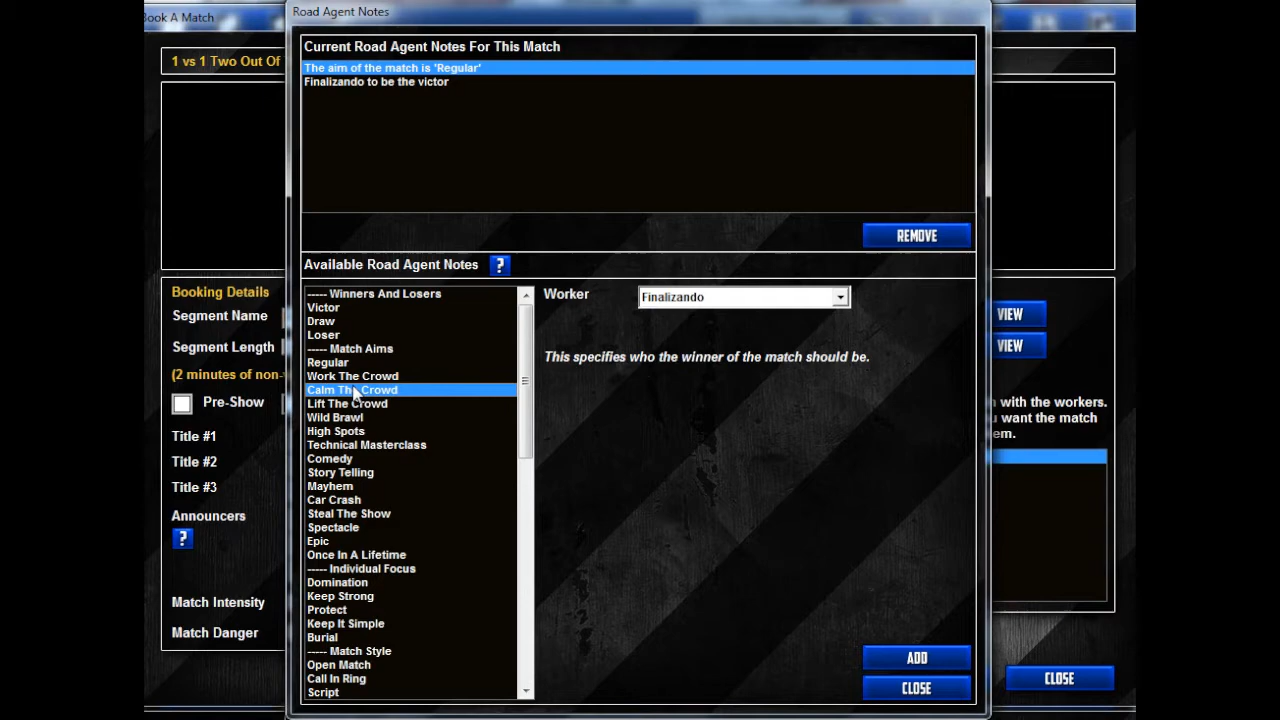 Book A Match
Road Agent Notes
1 vs 1 Two Out Of
Current Road Agent Notes For This Match
The aim of the match is 'Regular'
Finalizando to be the victor
REMOVE
Available Road Agent Notes
?
----- Winners And Losers
Victor
Draw
Loser
----- Match Aims
Regular
Work The Crowd
Calm The Crowd
Lift The Crowd
Wild Brawl
High Spots
Technical Masterclass
Comedy
Story Telling
Mayhem
Car Crash
Steal The Show
Spectacle
Epic
Once In A Lifetime
----- Individual Focus
Domination
Keep Strong
Protect
Keep It Simple
Burial
----- Match Style
Open Match
Call In Ring
Script
Worker
Finalizando
This specifies who the winner of the match should be.
ADD
CLOSE
Booking Details
Segment Name
Segment Length
(2 minutes of non-
Pre-Show
Title #1
Title #2
Title #3
Announcers
?
Match Intensity
Match Danger
VIEW
VIEW
with the workers.
want the match
CLOSE